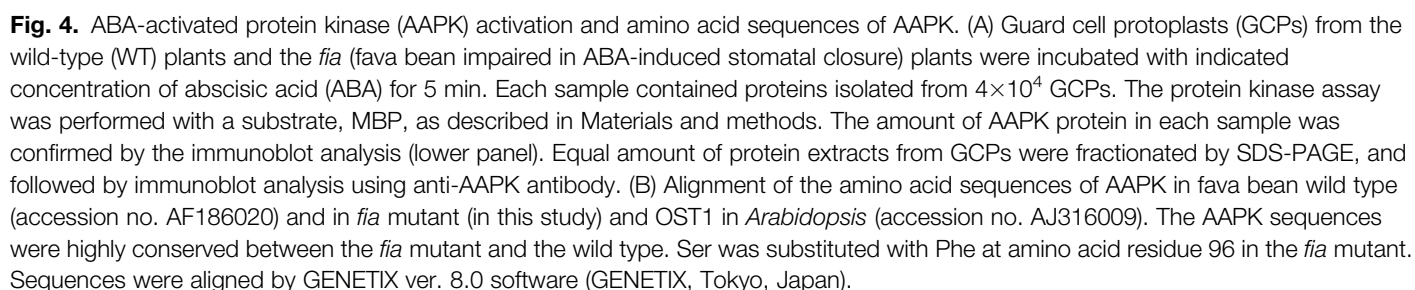 Fig. 4. ABA-activated protein kinase (AAPK) activation and amino acid sequences of AAPK. (A) Guard cell protoplasts (GCPs) from the
wild-type (WT) plants and the fia (fava bean impaired in ABA-induced stomatal closure) plants were incubated with indicated
concentration of abscisic acid (ABA) for 5 min. Each sample contained proteins isolated from 4×10⁴ GCPs. The protein kinase assay
was performed with a substrate, MBP, as described in Materials and methods. The amount of AAPK protein in each sample was
confirmed by the immunoblot analysis (lower panel). Equal amount of protein extracts from GCPs were fractionated by SDS-PAGE, and
followed by immunoblot analysis using anti-AAPK antibody. (B) Alignment of the amino acid sequences of AAPK in fava bean wild type
(accession no. AF186020) and in fia mutant (in this study) and OST1 in Arabidopsis (accession no. AJ316009). The AAPK sequences
were highly conserved between the fia mutant and the wild type. Ser was substituted with Phe at amino acid residue 96 in the fia mutant.
Sequences were aligned by GENETIX ver. 8.0 software (GENETIX, Tokyo, Japan).